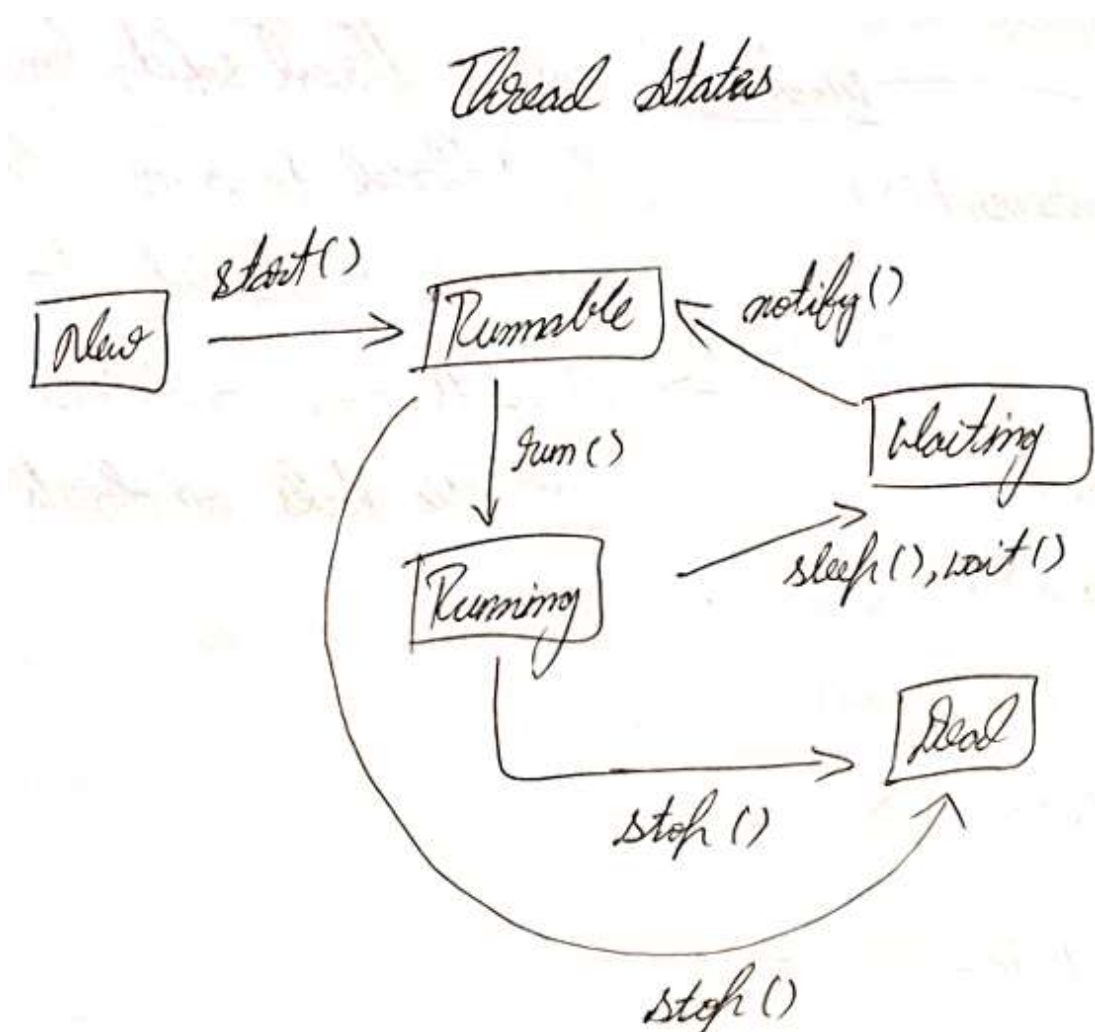 Thread States
start()
New
Runnable
notify()
Waiting
run()
Running
sleep(), wait()
Dead
stop()
stop()